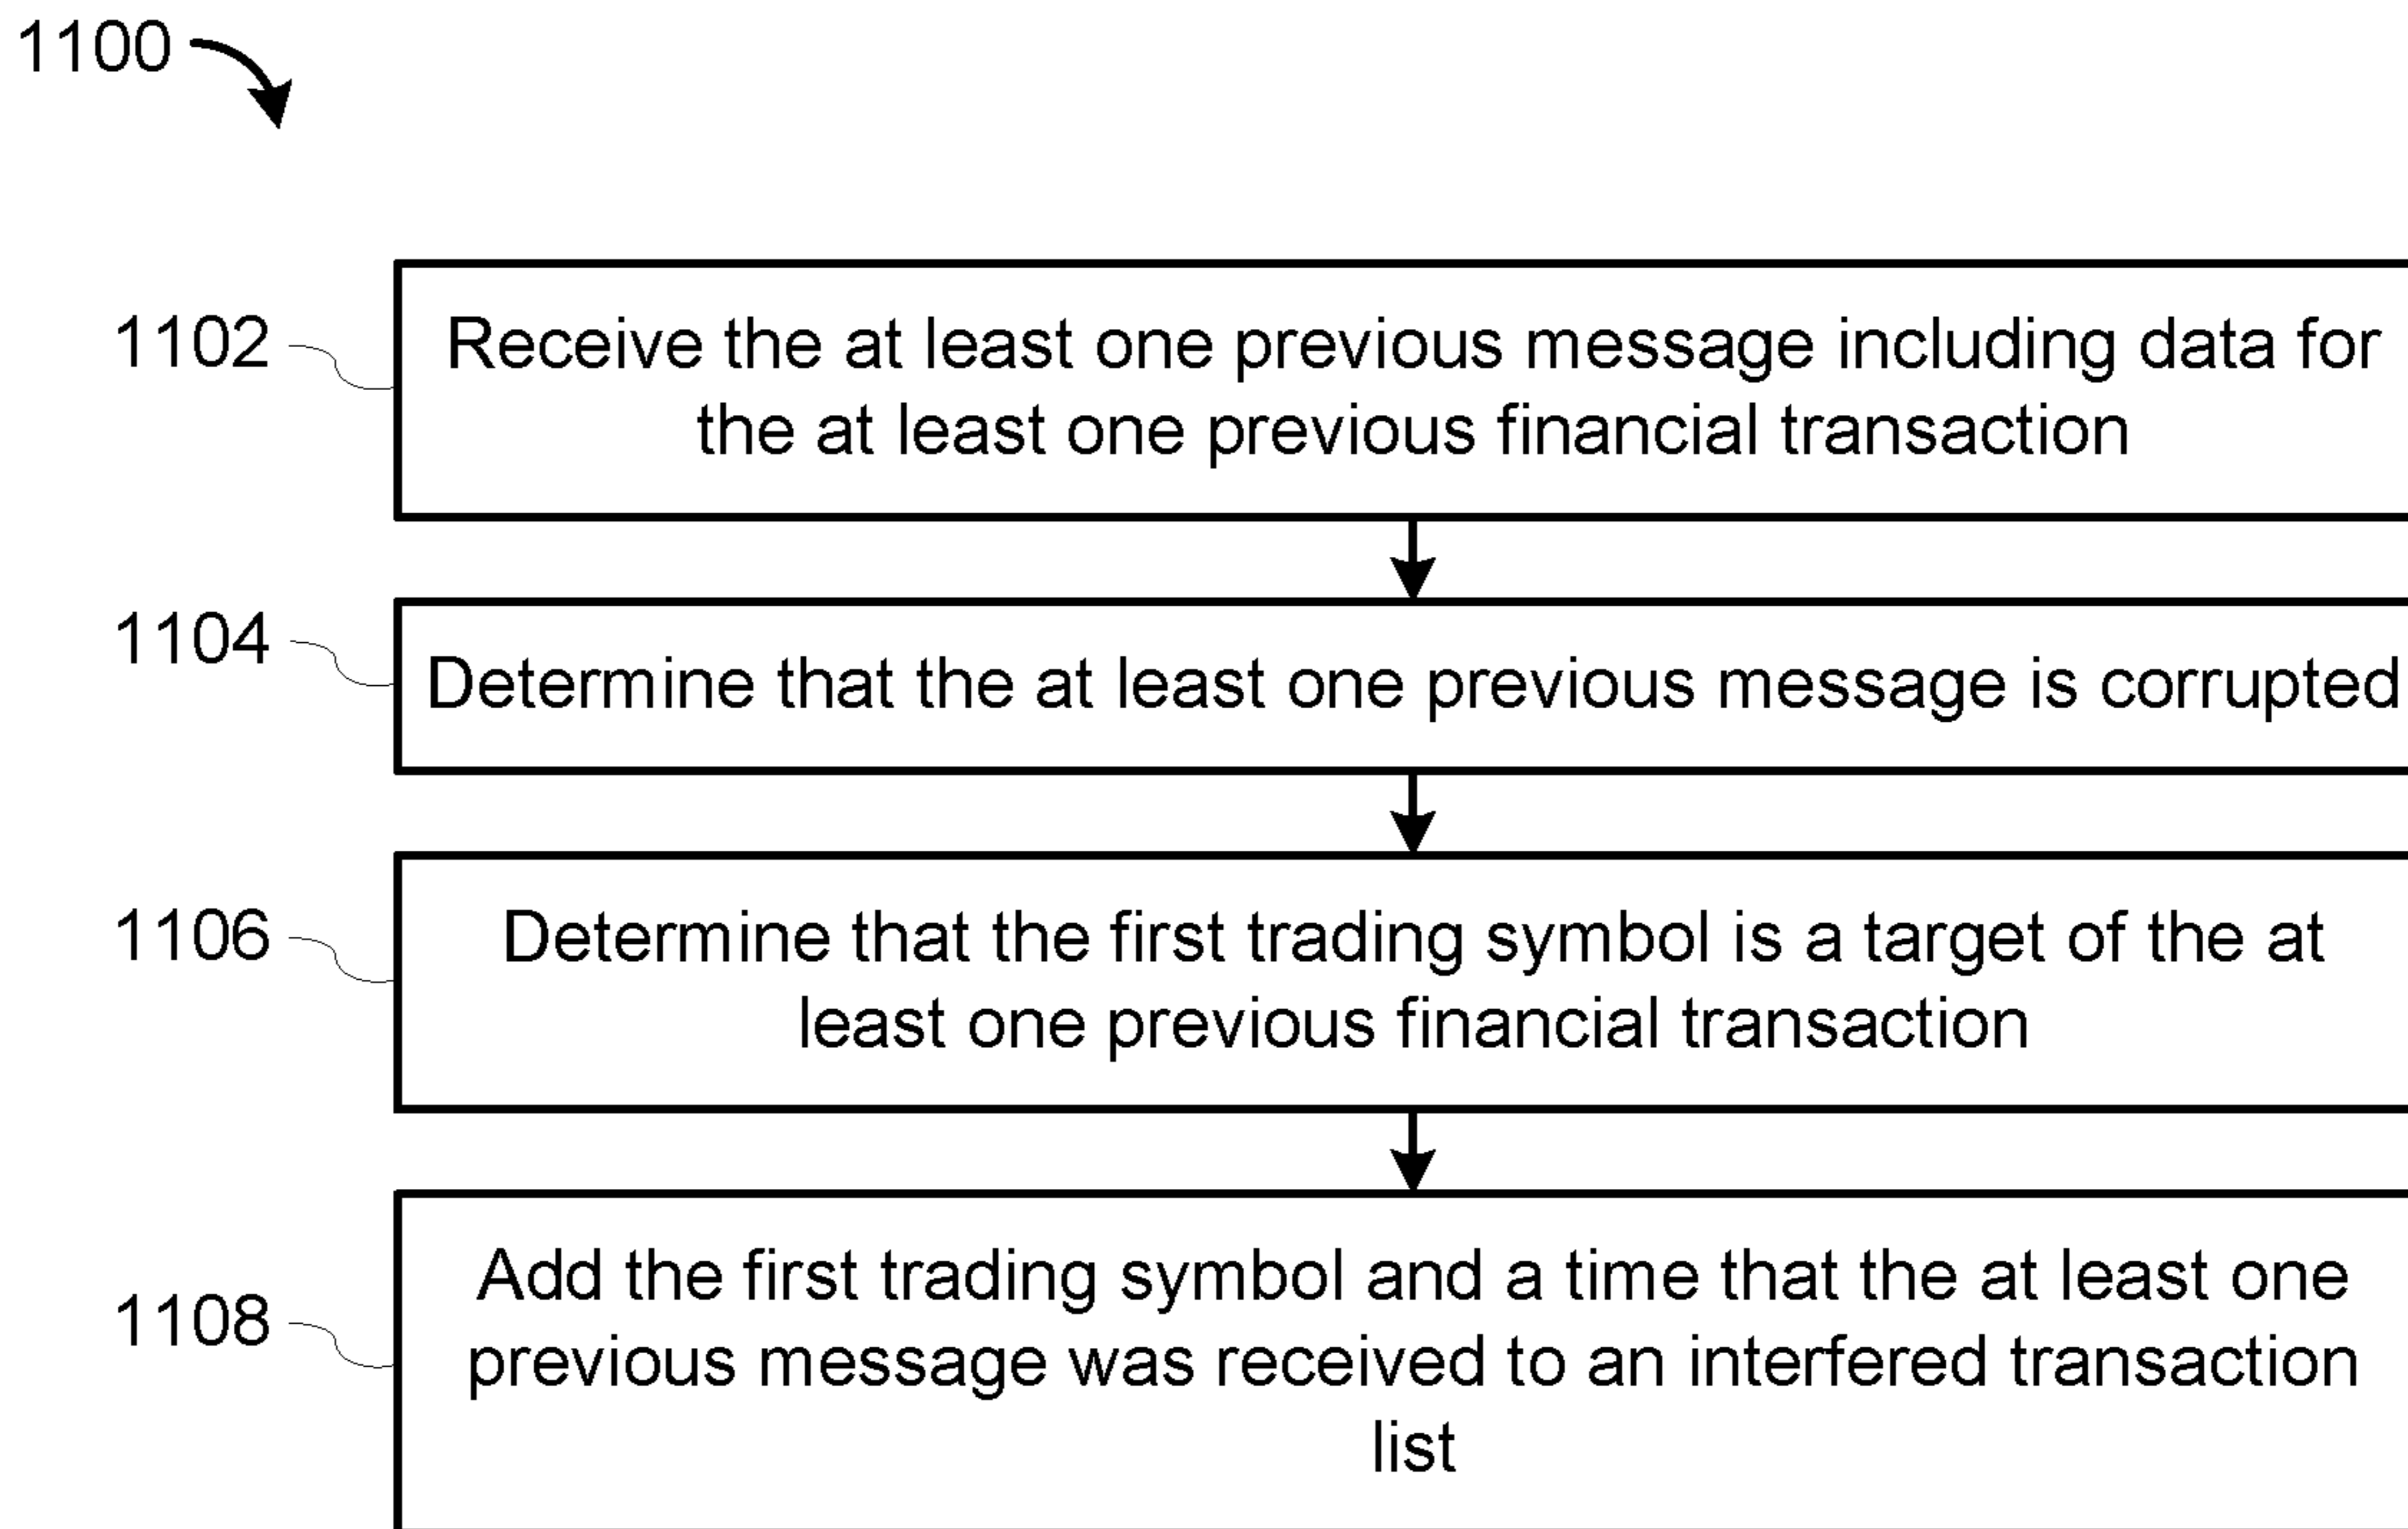 1100
1102
Receive the at least one previous message including data for
the at least one previous financial transaction
1104
Determine that the at least one previous message is corrupted
1106
Determine that the first trading symbol is a target of the at
least one previous financial transaction
1108
Add the first trading symbol and a time that the at least one
previous message was received to an interfered transaction
list